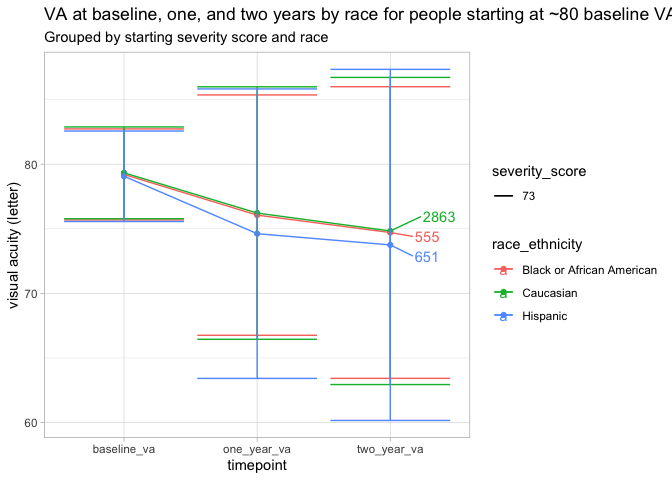 VA at baseline, one, and two years by race for people starting at ~80 baseline VA
Grouped by starting severity score and race
80
70
60
visual acuity (letter)
2863
555
651
baseline_va
one_year_va
two_year_va
timepoint
severity_score
73
race_ethnicity
a Black or African American
a Caucasian
a Hispanic